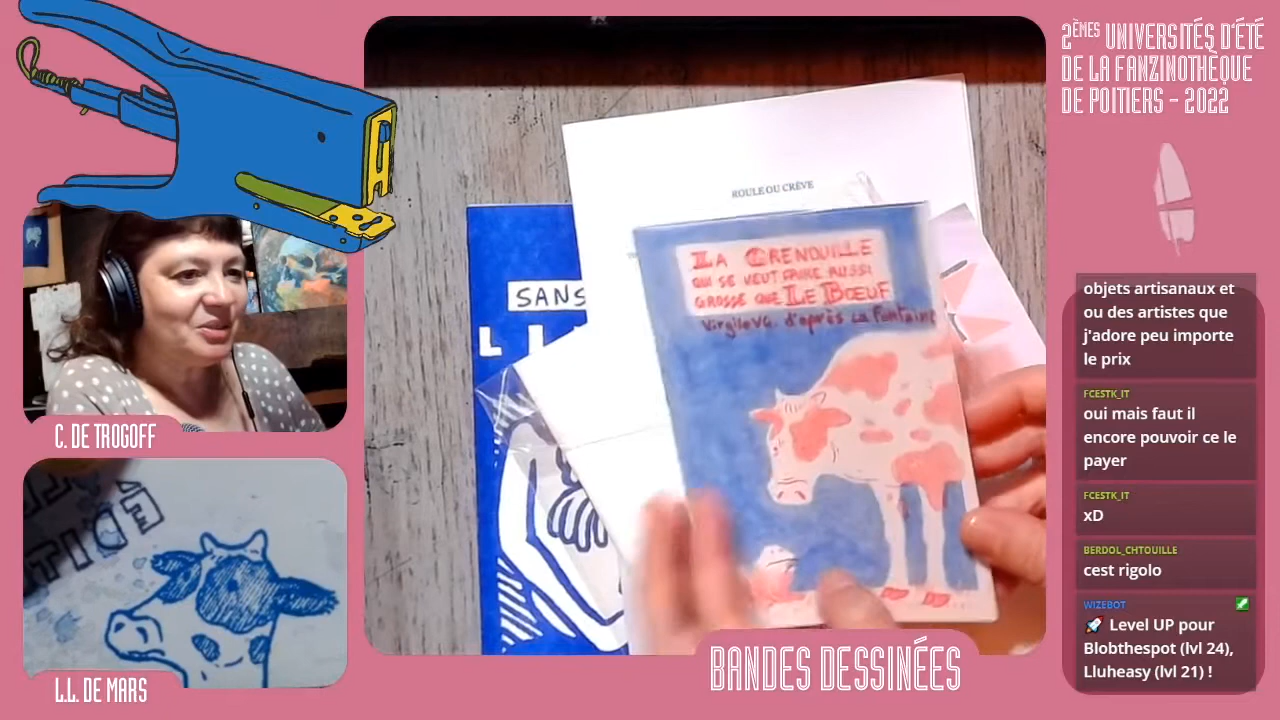 2ÈMES UNIVERSITÉS D'ÉTÉ
DE LA FANZINOTHÈQUE
DE POITIERS - 2022
ROULE OU CRÈVE
LA GRENOUILLE
QUI SE VEUT FAIRE AUSSI
GROSSE QUE LE BŒUF
VirgileVG. d'après La Fontaine
SANS
C. DE TROGOFF
L.L. DE MARS
BANDES DESSINÉES
objets artisanaux et
ou des artistes que
j'adore peu importe
le prix
FCESTK_IT
oui mais faut il
encore pouvoir ce le
payer
FCESTK_IT
xD
BERDOL_CHTOUILLE
cest rigolo
WIZEBOT
🚀 Level UP pour
Blobthespot (lvl 24),
Lluheasy (lvl 21) !